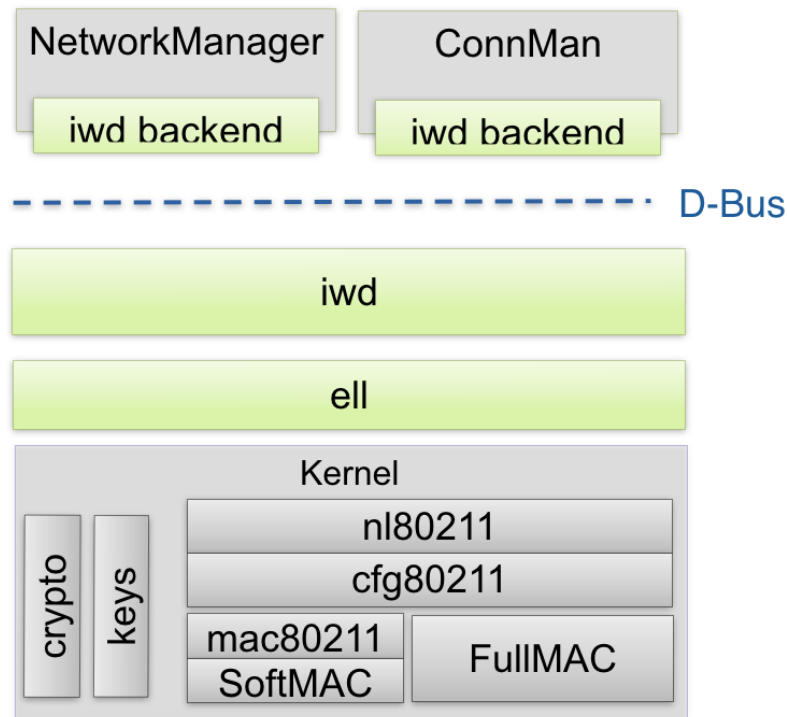 NetworkManager
ConnMan
iwd backend
iwd backend
D-Bus
iwd
ell
Kernel
crypto
keys
nl80211
cfg80211
mac80211
SoftMAC
FullMAC